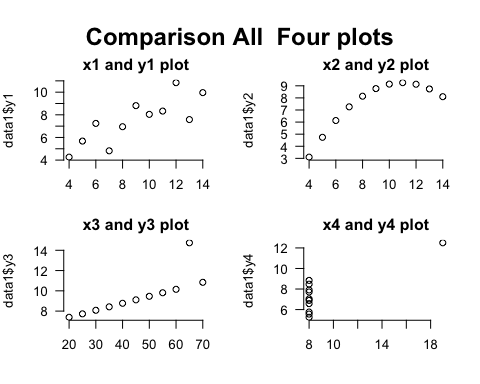 Comparison All Four plots
x1 and y1 plot
data1$y1
10
8
6
4
4 6 8 10 12 14
x2 and y2 plot
data1$y2
9
8
7
6
5
4
3
4 6 8 10 12 14
x3 and y3 plot
data1$y3
14
12
10
8
20 30 40 50 60 70
x4 and y4 plot
data1$y4
12
10
8
6
8 10 14 18